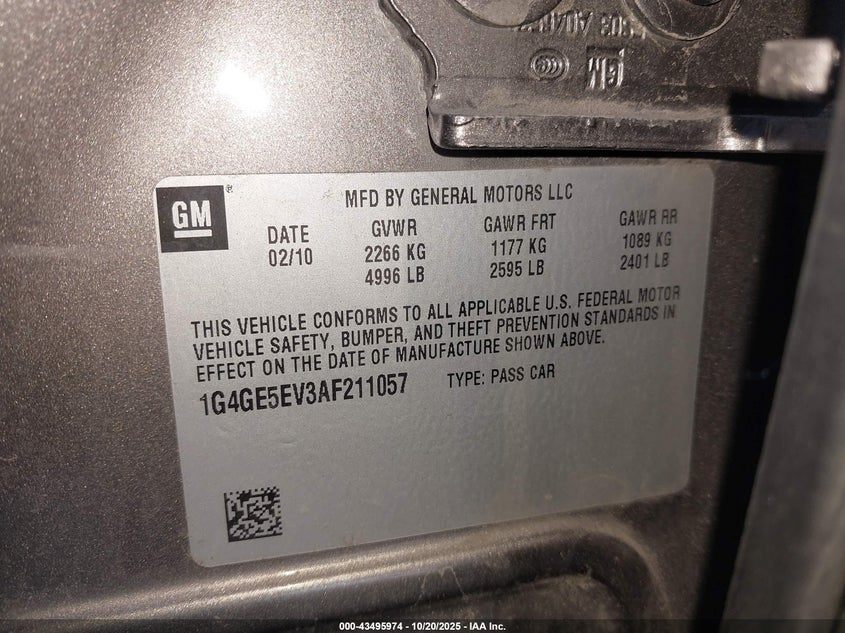 GM
GM
®
MFD BY GENERAL MOTORS LLC
DATE GVWR GAWR FRT GAWR RR
02/10 2266 KG 1177 KG 1089 KG
4996 LB 2595 LB 2401 LB
THIS VEHICLE CONFORMS TO ALL APPLICABLE U.S. FEDERAL MOTOR
VEHICLE SAFETY, BUMPER, AND THEFT PREVENTION STANDARDS IN
EFFECT ON THE DATE OF MANUFACTURE SHOWN ABOVE.
1G4GE5EV3AF211057 TYPE: PASS CAR
000-43495974 | 10/20/2025 - IAA Inc.